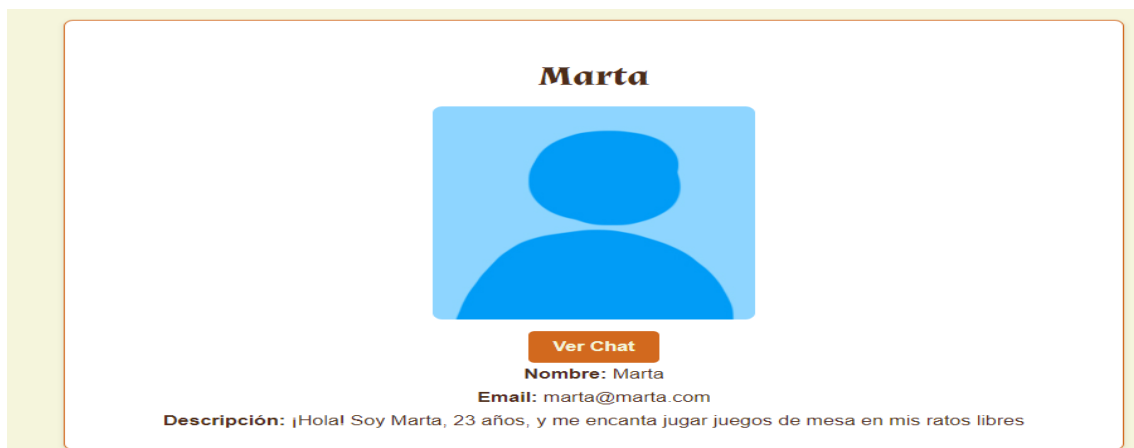 Marta
Ver Chat
Nombre: Marta
Email: marta@marta.com
Descripción: ¡Hola! Soy Marta, 23 años, y me encanta jugar juegos de mesa en mis ratos libres